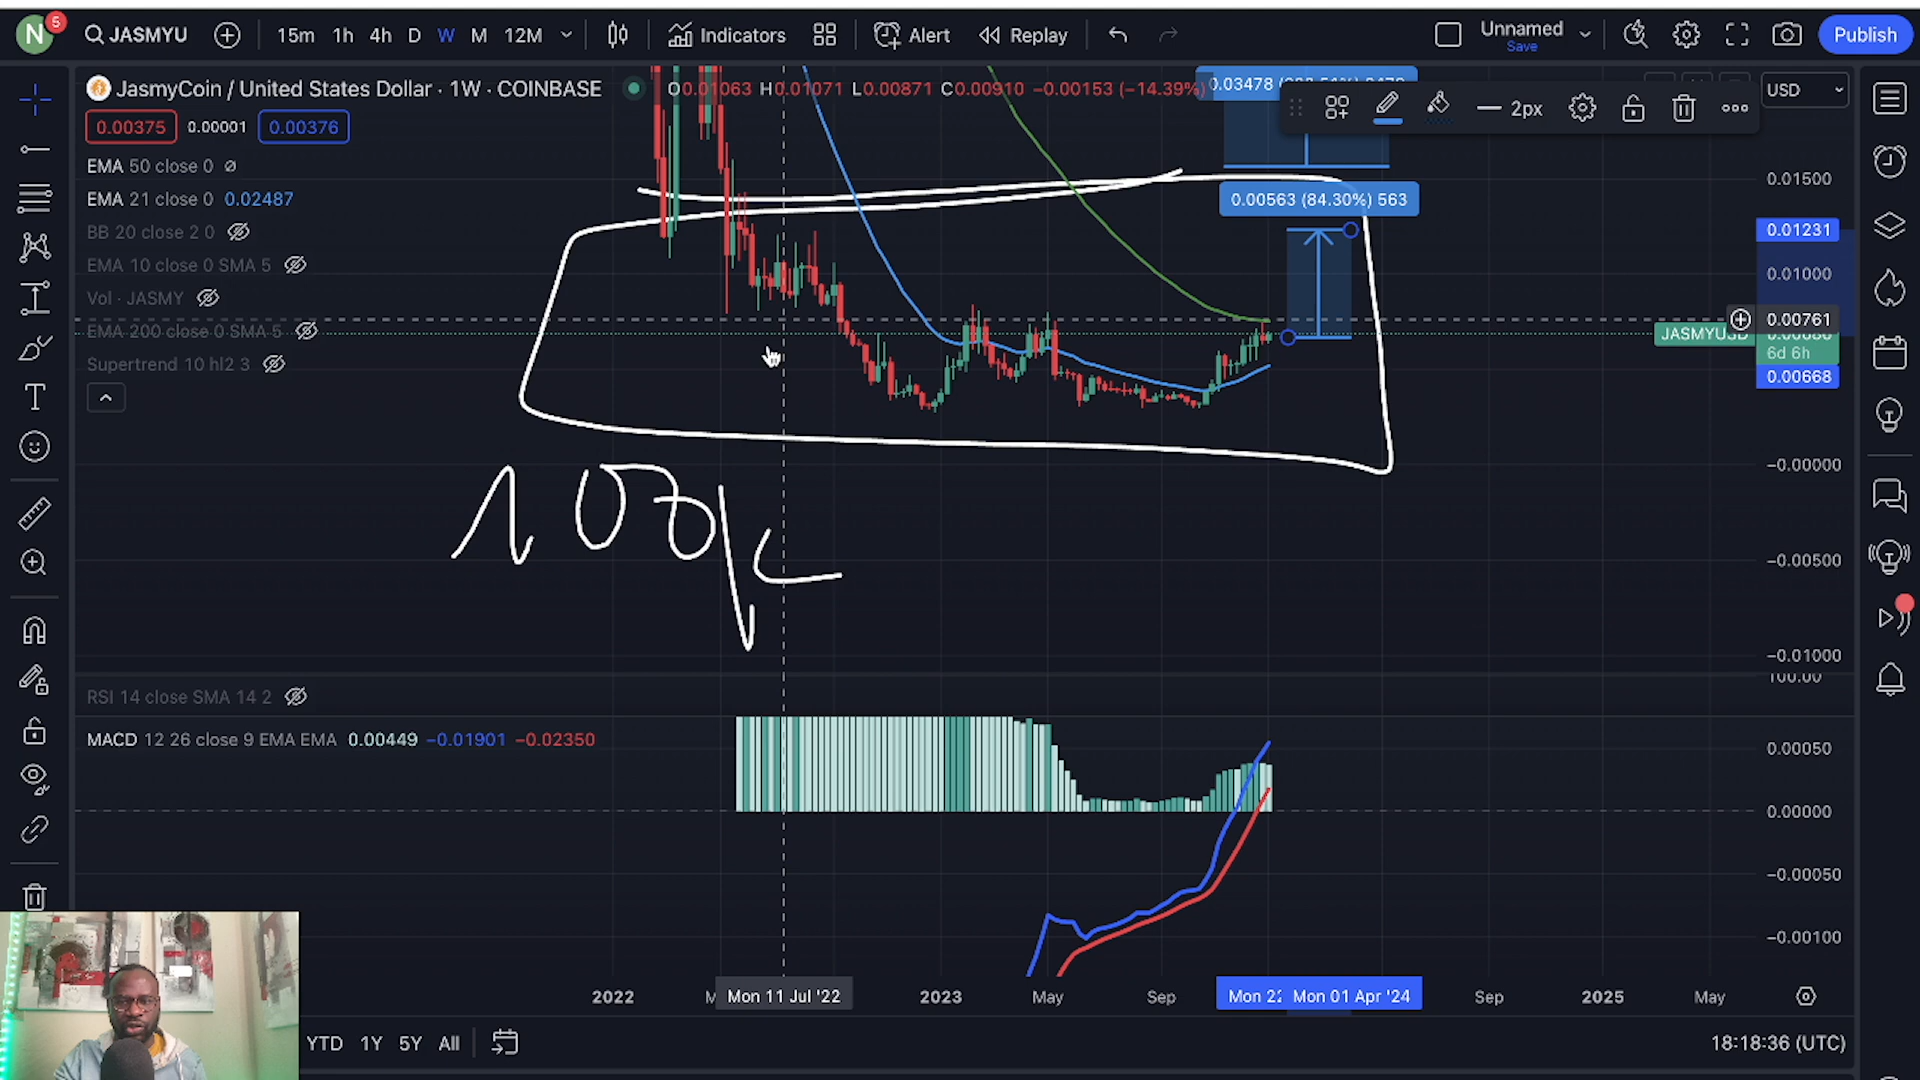 N 5 JASMYU 15m 1h 4h D W M 12M Indicators Alert Replay Unnamed Save Publish
JasmyCoin / United States Dollar · 1W · COINBASE O0.01063 H0.01071 L0.00871 C0.00910 −0.00153 (−14.39%)
USD
2px
0.00375 0.00001 0.00376
EMA 50 close 0 ∅
EMA 21 close 0 0.02487
BB 20 close 2 0
EMA 10 close 0 SMA 5
Vol · JASMY
EMA 200 close 0 SMA 5
Supertrend 10 hl2 3
0.00563 (84.30%) 563
0.01500
0.01231
0.01000
0.00761
JASMYUSD
6d 6h
0.00668
−0.00000
−0.00500
−0.01000
100.00
100k
RSI 14 close SMA 14 2
MACD 12 26 close 9 EMA EMA 0.00449 −0.01901 −0.02350
0.00050
0.00000
−0.00050
−0.00100
2022 Mon 11 Jul '22 2023 May Sep Mon 22 Mon 01 Apr '24 Sep 2025 May
YTD 1Y 5Y All 18:18:36 (UTC)